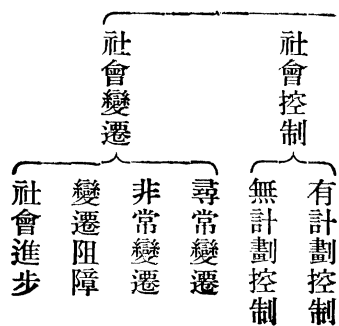 社會控制
有計劃控制
無計劃控制
社會變遷
尋常變遷
非常變遷
變遷阻障
社會進步